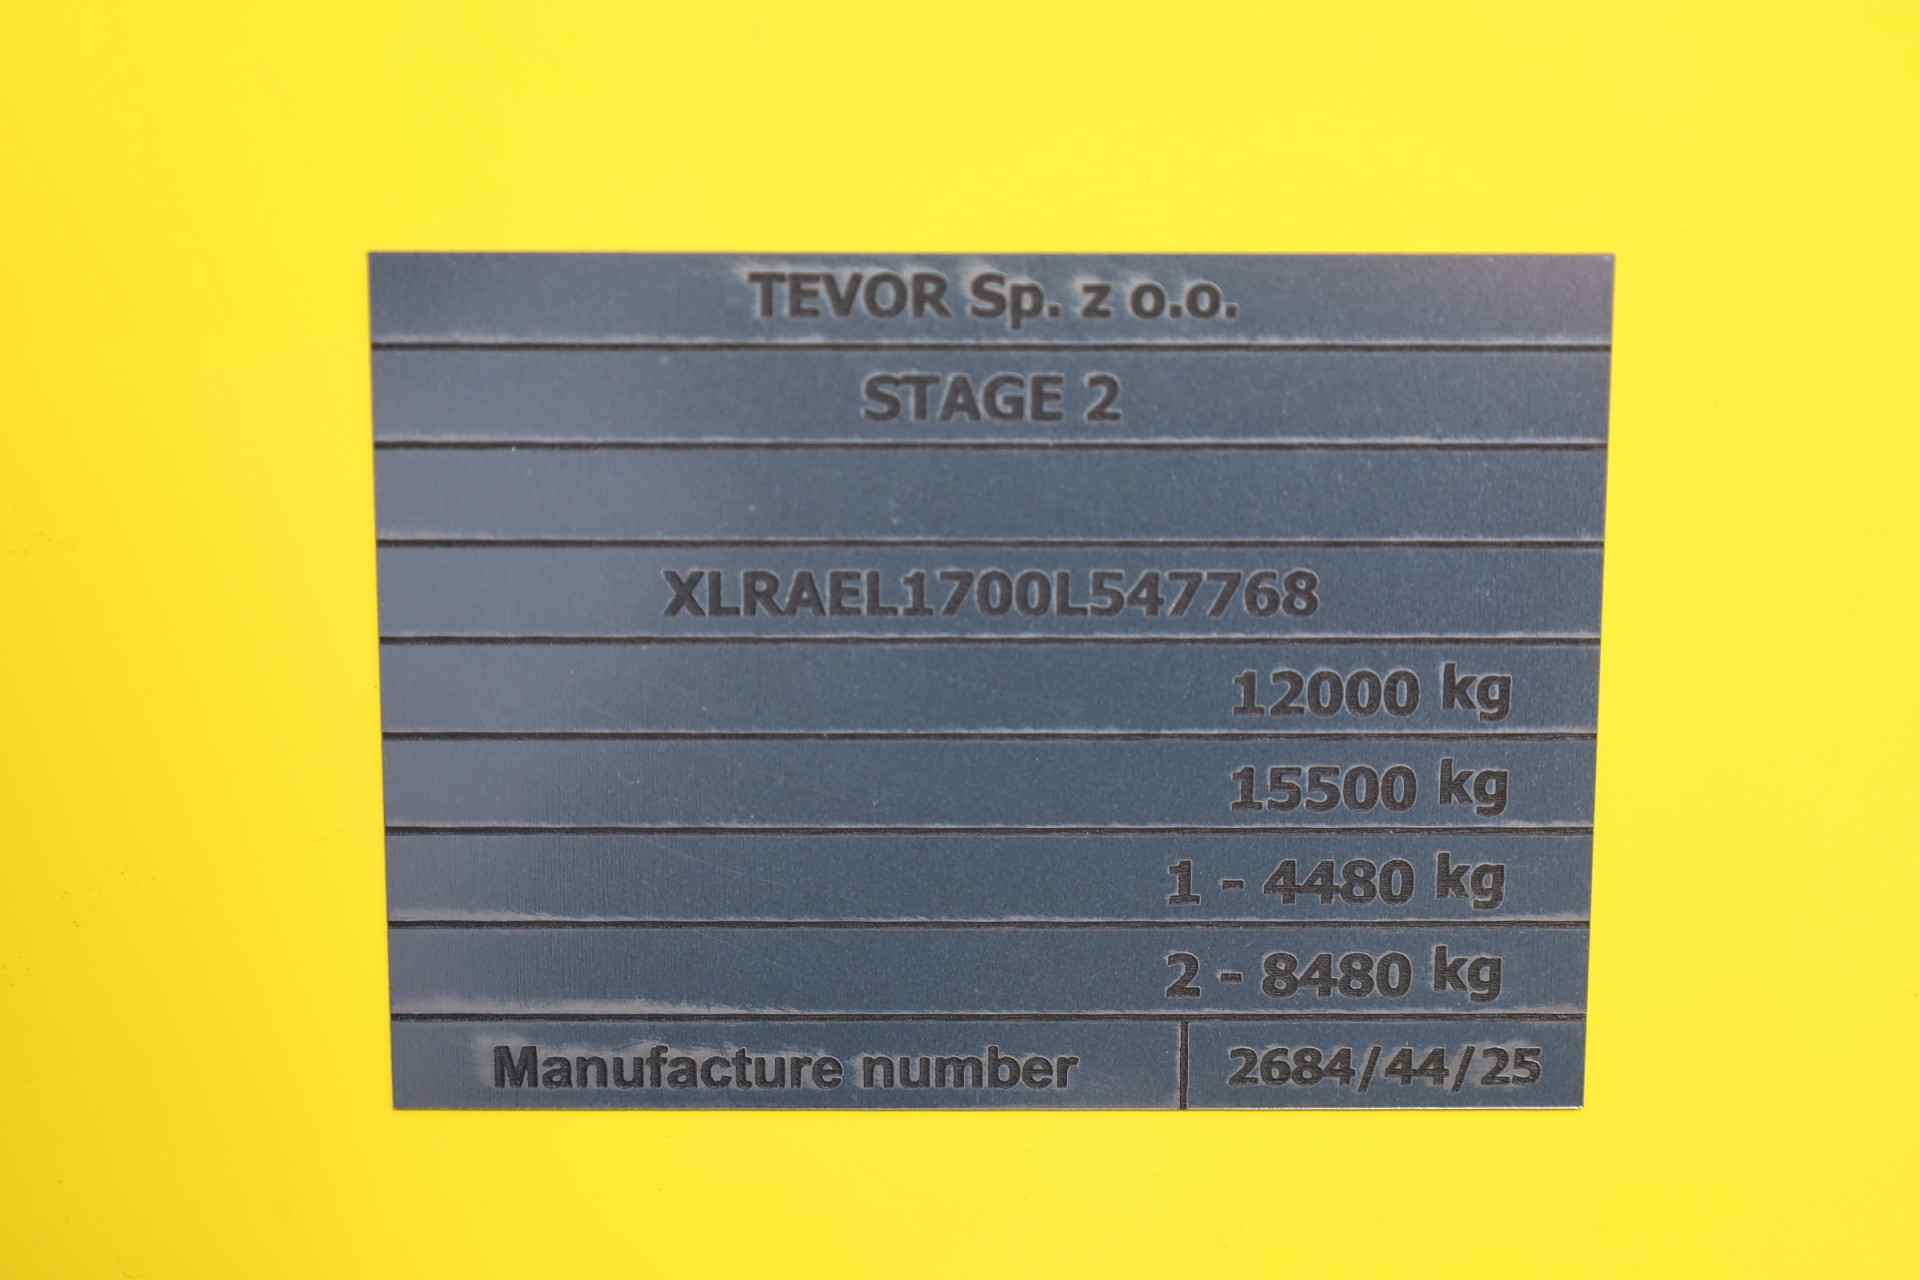 TEVOR Sp. z o.o.
STAGE 2
XLRAEL1700L547768
12000 kg
15500 kg
1 - 4480 kg
2 - 8480 kg
Manufacture number 2684/44/25